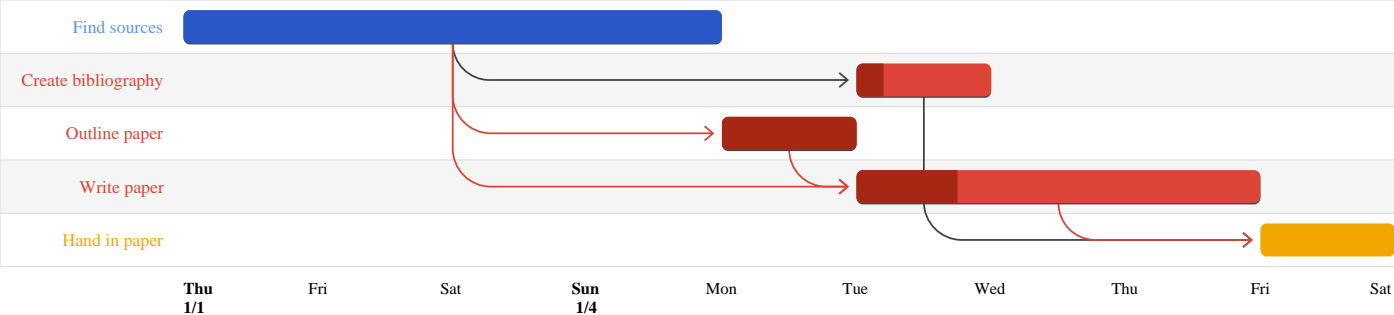 Find sources
Create bibliography
Outline paper
Write paper
Hand in paper
Thu Fri Sat Sun Mon Tue Wed Thu Fri Sat
1/1 1/4